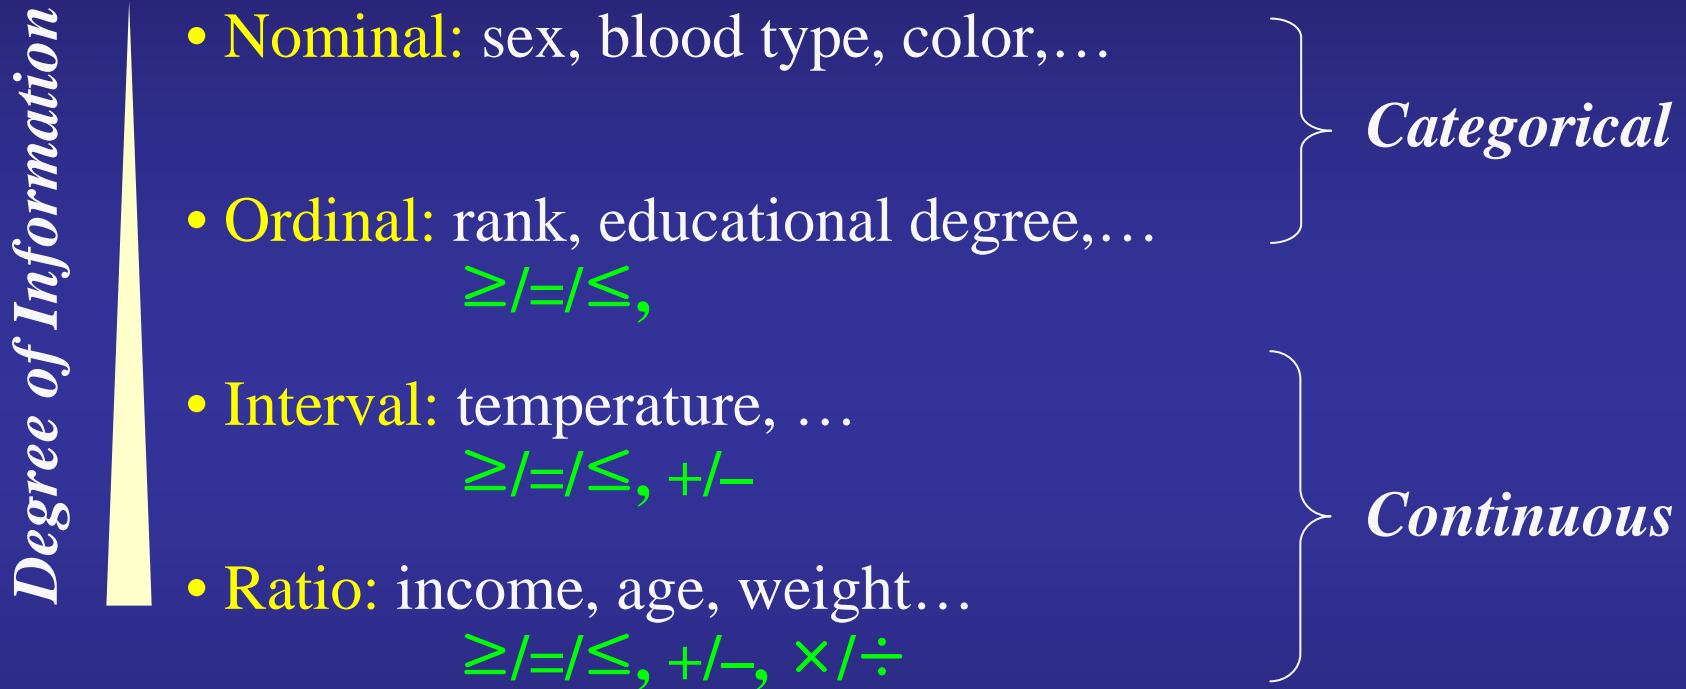 Degree of Information
• Nominal: sex, blood type, color,…
Categorical
• Ordinal: rank, educational degree,…
≥/=/≤,
• Interval: temperature, …
≥/=/≤, +/–
Continuous
• Ratio: income, age, weight…
≥/=/≤, +/–, ×/÷